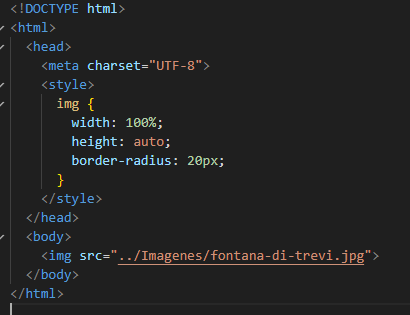 <!DOCTYPE html>
<html>
<head>
<meta charset="UTF-8">
<style>
img {
width: 100%;
height: auto;
border-radius: 20px;
}
</style>
</head>
<body>
<img src="../Imagenes/fontana-di-trevi.jpg">
</body>
</html>